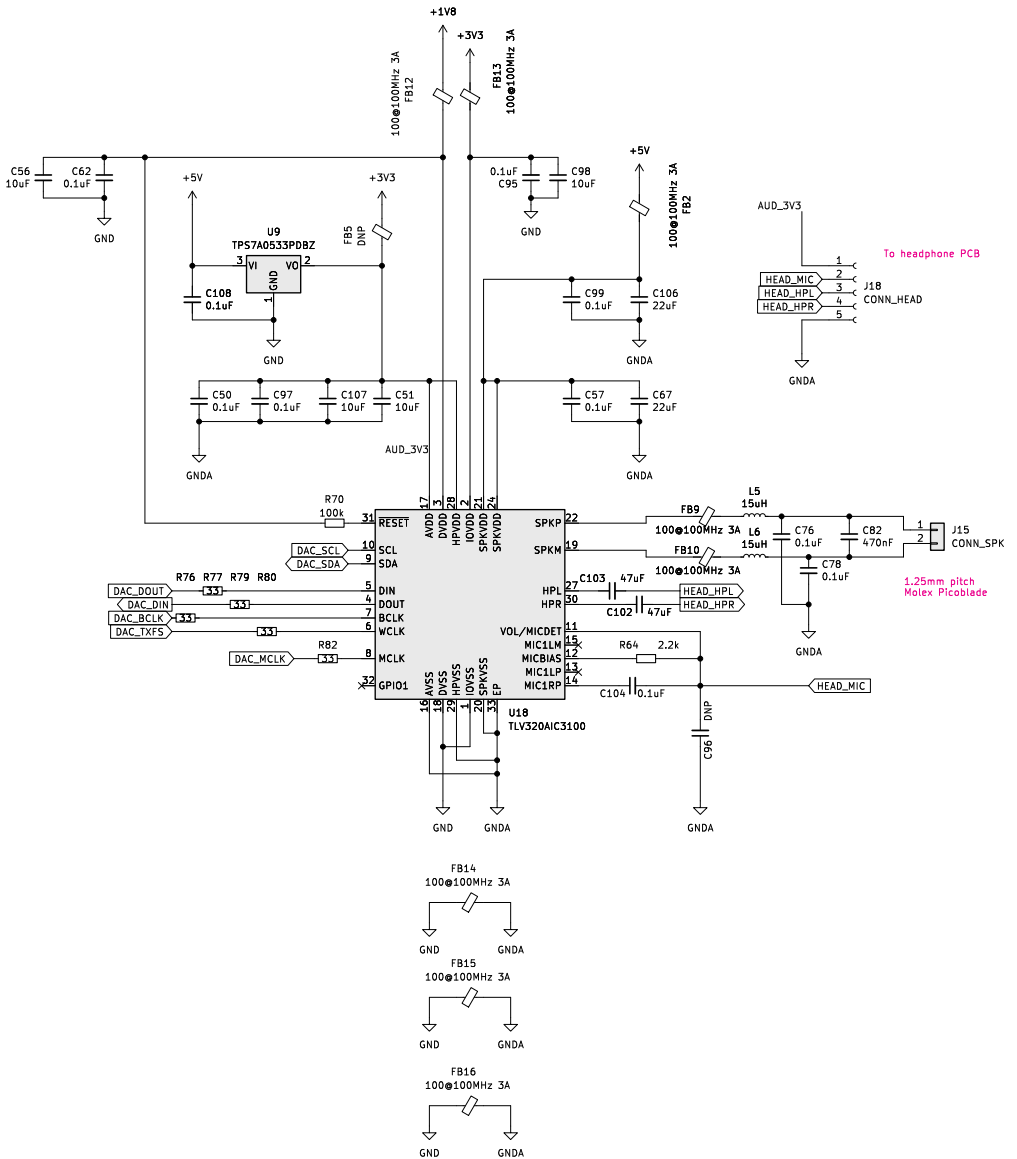 +1V8
+3V3
100@100MHz 3A
FB12
FB13
100@100MHz 3A
C56
10uF
C62
0.1uF
GND
0.1uF
C95
C98
10uF
GND
+5V
100@100MHz 3A
FB2
+5V
+3V3
FB5
DNP
U9
TPS7A0533PDBZ
3 VI
VO 2
GND
1
C108
0.1uF
GND
C99
0.1uF
C106
22uF
GNDA
AUD_3V3
To headphone PCB
1
HEAD_MIC 2
HEAD_HPL 3
HEAD_HPR 4
5
J18
CONN_HEAD
GNDA
C50
0.1uF
C97
0.1uF
C107
10uF
C51
10uF
GNDA
AUD_3V3
C57
0.1uF
C67
22uF
GNDA
17 3 28 2 21 24
AVDD DVDD HPVDD IOVDD SPKVDD SPKVDD
R70
100k
31 RESET
DAC_SCL 10 SCL
DAC_SDA 9 SDA
R76 R77 R79 R80
DAC_DOUT 33 5 DIN
DAC_DIN 33 4 DOUT
DAC_BCLK 33 7 BCLK
DAC_TXFS 33 6 WCLK
R82
DAC_MCLK 33 8 MCLK
32 GPIO1
SPKP 22
SPKM 19
HPL 27
HPR 30
VOL/MICDET 11
MIC1LM 15
MICBIAS 12
MIC1LP 13
MIC1RP 14
AVSS DVSS HPVSS IOVSS SPKVSS EP
16 18 29 1 20 33
U18
TLV320AIC3100
FB9
100@100MHz 3A
L5
15uH
FB10
100@100MHz 3A
L6
15uH
C76
0.1uF
C82
470nF
C78
0.1uF
GNDA
1
2
J15
CONN_SPK
1.25mm pitch
Molex Picoblade
C103 47uF
HEAD_HPL
C102 47uF
HEAD_HPR
R64 2.2k
C104 0.1uF
HEAD_MIC
DNP
C96
GNDA
GND
GNDA
FB14
100@100MHz 3A
GND
GNDA
FB15
100@100MHz 3A
GND
GNDA
FB16
100@100MHz 3A
GND
GNDA